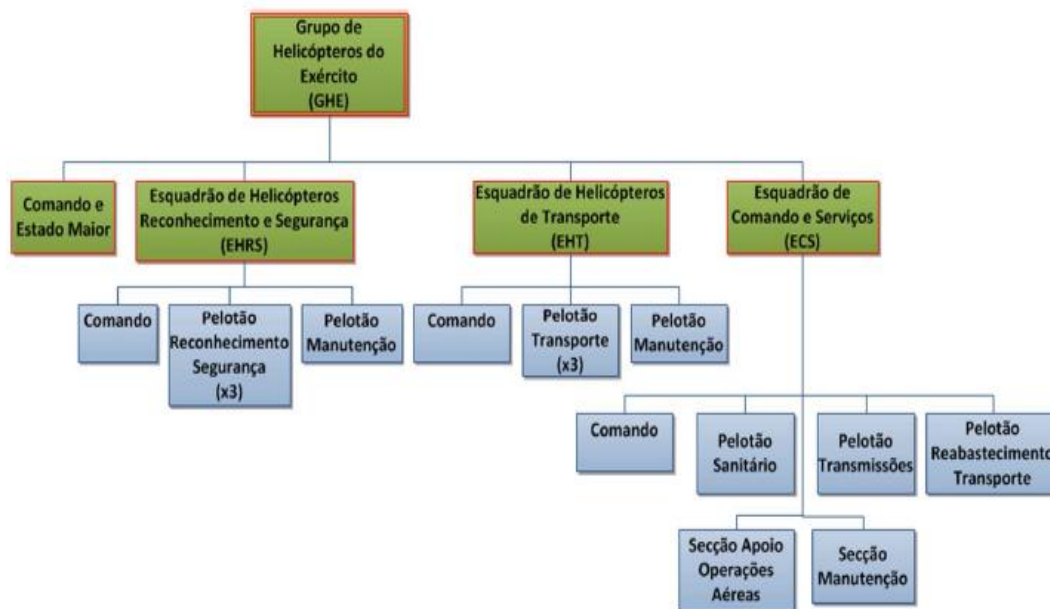 Grupo de
Helicópteros do
Exército
(GHE)
Comando e
Estado Maior
Esquadrão de Helicópteros
Reconhecimento e Segurança
(EHRS)
Esquadrão de Helicópteros
de Transporte
(EHT)
Esquadrão de
Comando e Serviços
(ECS)
Comando
Pelotão
Reconhecimento
Segurança
(x3)
Pelotão
Manutenção
Comando
Pelotão
Transporte
(x3)
Pelotão
Manutenção
Comando
Pelotão
Sanitário
Pelotão
Transmissões
Pelotão
Reabastecimento
Transporte
Secção Apoio
Operações
Aéreas
Secção
Manutenção